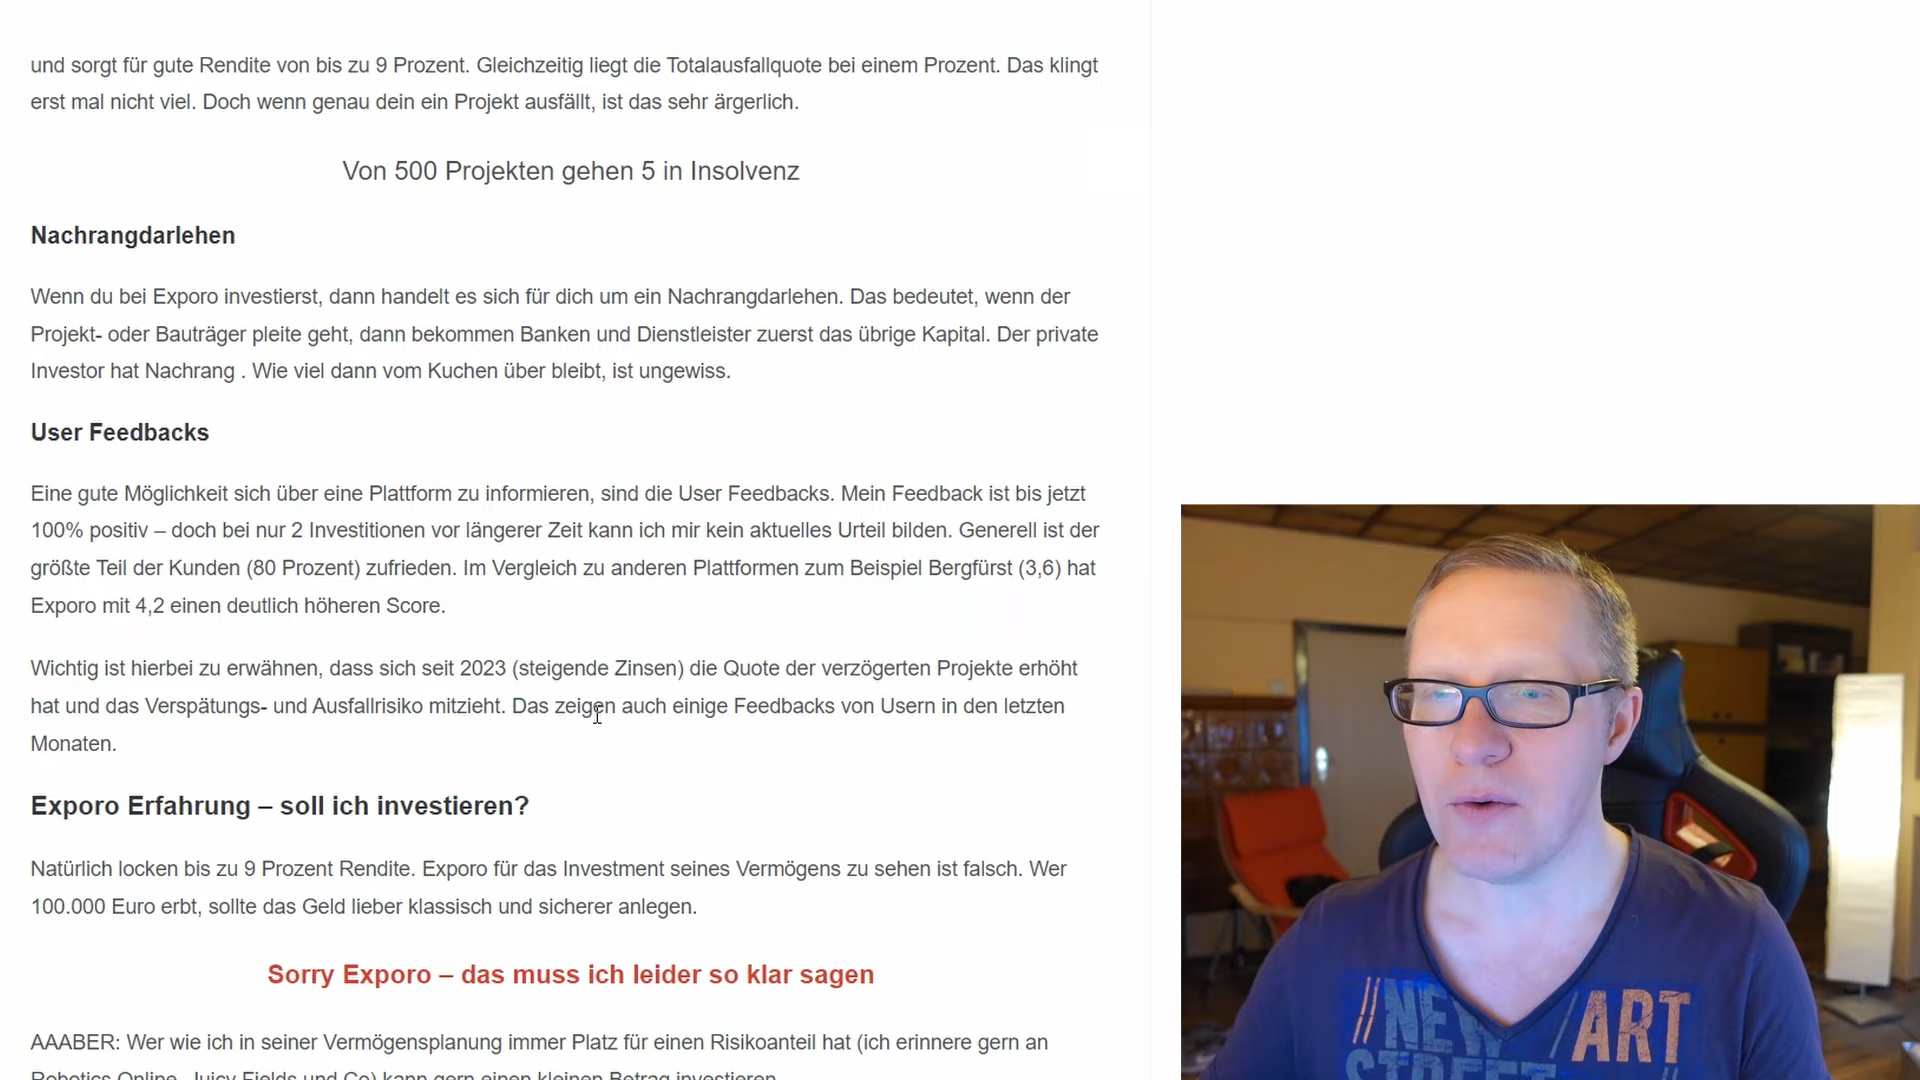 und sorgt für gute Rendite von bis zu 9 Prozent. Gleichzeitig liegt die Totalausfallquote bei einem Prozent. Das klingt
erst mal nicht viel. Doch wenn genau dein ein Projekt ausfällt, ist das sehr ärgerlich.
Von 500 Projekten gehen 5 in Insolvenz
Nachrangdarlehen
Wenn du bei Exporo investierst, dann handelt es sich für dich um ein Nachrangdarlehen. Das bedeutet, wenn der
Projekt- oder Bauträger pleite geht, dann bekommen Banken und Dienstleister zuerst das übrige Kapital. Der private
Investor hat Nachrang . Wie viel dann vom Kuchen über bleibt, ist ungewiss.
User Feedbacks
Eine gute Möglichkeit sich über eine Plattform zu informieren, sind die User Feedbacks. Mein Feedback ist bis jetzt
100% positiv – doch bei nur 2 Investitionen vor längerer Zeit kann ich mir kein aktuelles Urteil bilden. Generell ist der
größte Teil der Kunden (80 Prozent) zufrieden. Im Vergleich zu anderen Plattformen zum Beispiel Bergfürst (3,6) hat
Exporo mit 4,2 einen deutlich höheren Score.
Wichtig ist hierbei zu erwähnen, dass sich seit 2023 (steigende Zinsen) die Quote der verzögerten Projekte erhöht
hat und das Verspätungs- und Ausfallrisiko mitzieht. Das zeigen auch einige Feedbacks von Usern in den letzten
Monaten.
Exporo Erfahrung – soll ich investieren?
Natürlich locken bis zu 9 Prozent Rendite. Exporo für das Investment seines Vermögens zu sehen ist falsch. Wer
100.000 Euro erbt, sollte das Geld lieber klassisch und sicherer anlegen.
Sorry Exporo – das muss ich leider so klar sagen
AAABER: Wer wie ich in seiner Vermögensplanung immer Platz für einen Risikoanteil hat (ich erinnere gern an
Robotics Online, Juicy Fields und Co) kann gern einen kleinen Betrag investieren
//NEW/ART
STREET